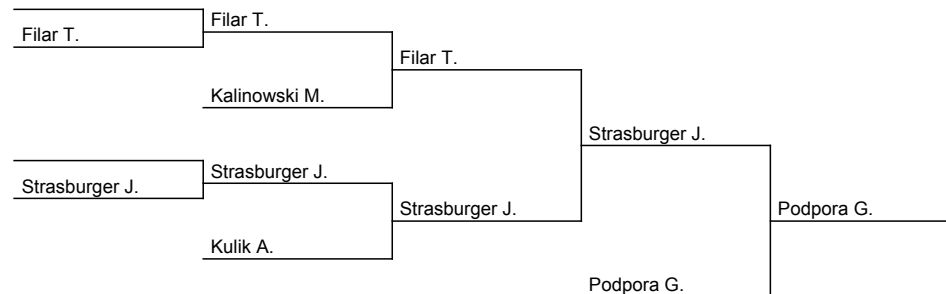 Filar T.
Filar T.
Filar T.
Kalinowski M.
Strasburger J.
Strasburger J.
Strasburger J.
Strasburger J.
Podpora G.
Kulik A.
Podpora G.